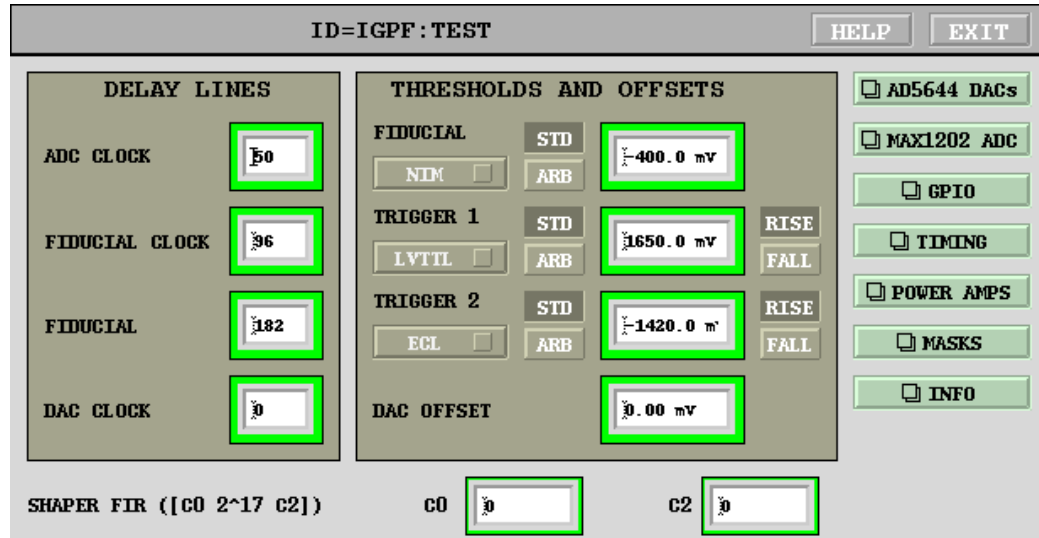 ID=IGPF:TEST
HELP
EXIT
DELAY LINES
ADC CLOCK
50
FIDUCIAL CLOCK
96
FIDUCIAL
182
DAC CLOCK
0
THRESHOLDS AND OFFSETS
FIDUCIAL
NIM
STD
ARB
-400.0 mV
TRIGGER 1
LVTTL
STD
ARB
1650.0 mV
RISE
FALL
TRIGGER 2
ECL
STD
ARB
-1420.0 m
RISE
FALL
DAC OFFSET
0.00 mV
AD5644 DACs
MAX1202 ADC
GPIO
TIMING
POWER AMPS
MASKS
INFO
SHAPER FIR ([C0 2^17 C2])
C0
0
C2
0